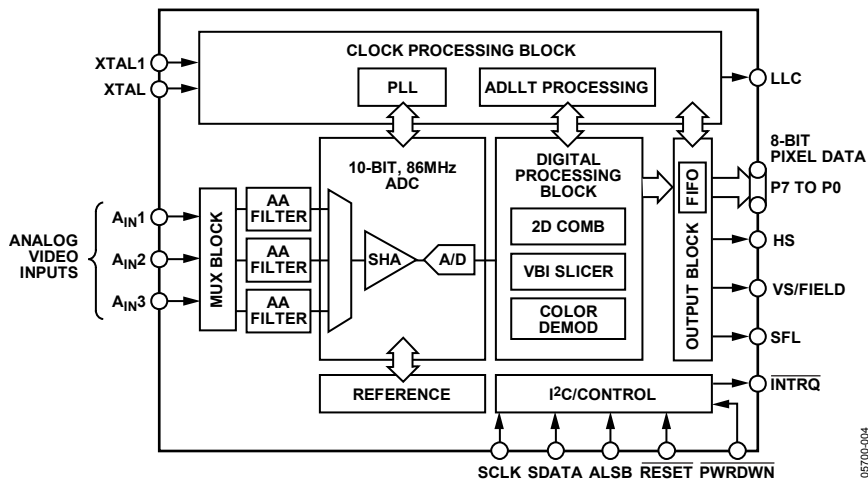 CLOCK PROCESSING BLOCK
XTAL1
XTAL
PLL
ADLLT PROCESSING
LLC
8-BIT
PIXEL DATA
P7 TO P0
10-BIT, 86MHz
ADC
DIGITAL
PROCESSING
BLOCK
FIFO
OUTPUT BLOCK
ANALOG
VIDEO
INPUTS
AIN1
AIN2
AIN3
MUX BLOCK
AA
FILTER
AA
FILTER
AA
FILTER
SHA
A/D
2D COMB
VBI SLICER
COLOR
DEMOD
HS
VS/FIELD
SFL
REFERENCE
I2C/CONTROL
INTRQ
SCLK
SDATA
ALSB
RESET
PWRDWN
05700-004